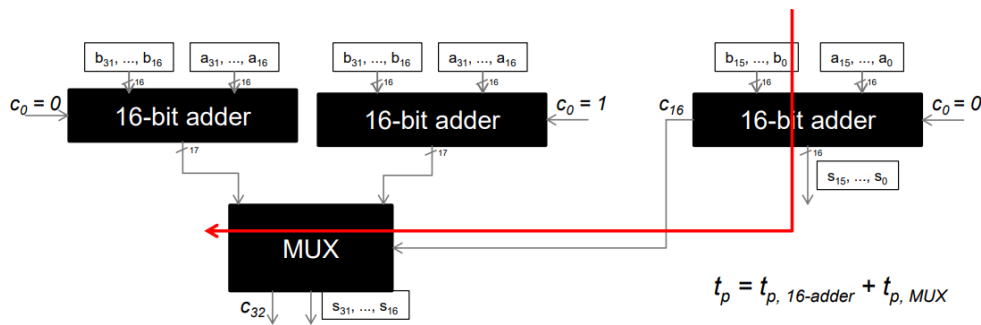 b31, ..., b16
a31, ..., a16
b31, ..., b16
a31, ..., a16
b15, ..., b0
a15, ..., a0
16
16
16
16
16
16
c0 = 0
16-bit adder
16-bit adder
c0 = 1
c16
16-bit adder
c0 = 0
17
17
16
s15, ..., s0
MUX
tp = tp, 16-adder + tp, MUX
c32
s31, ..., s16